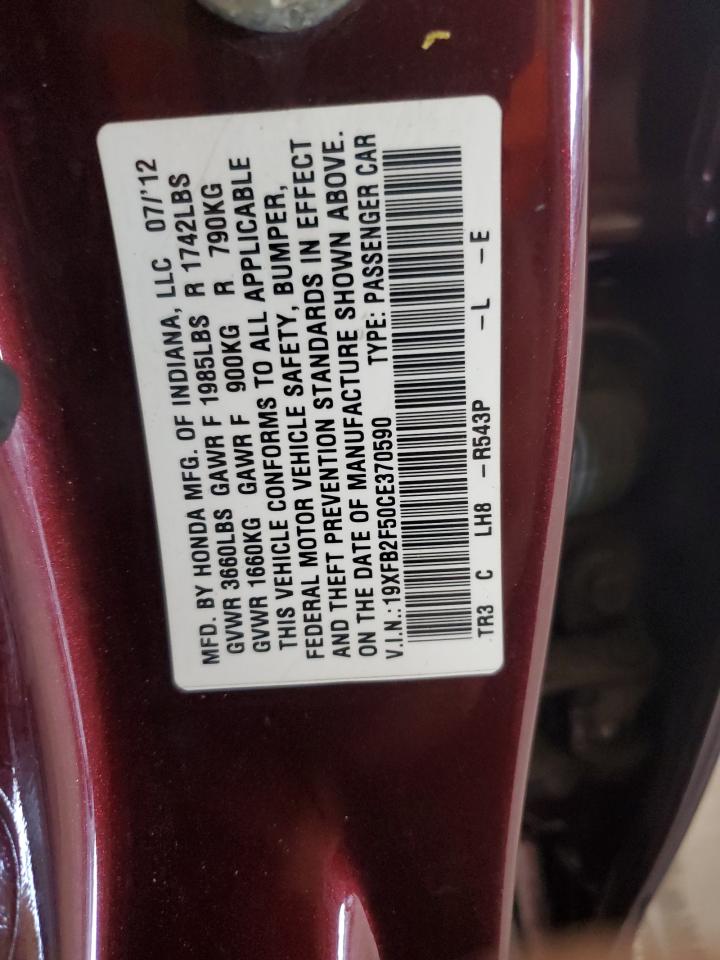 MFD. BY HONDA MFG. OF INDIANA, LLC 07/'12
GVWR 3660LBS GAWR F 1985LBS R 1742LBS
GVWR 1660KG GAWR F 900KG R 790KG
THIS VEHICLE CONFORMS TO ALL APPLICABLE
FEDERAL MOTOR VEHICLE SAFETY, BUMPER,
AND THEFT PREVENTION STANDARDS IN EFFECT
ON THE DATE OF MANUFACTURE SHOWN ABOVE.
V.I.N.:19XFB2F50CE370590 TYPE: PASSENGER CAR
TR3 C LH8 -R543P -L -E